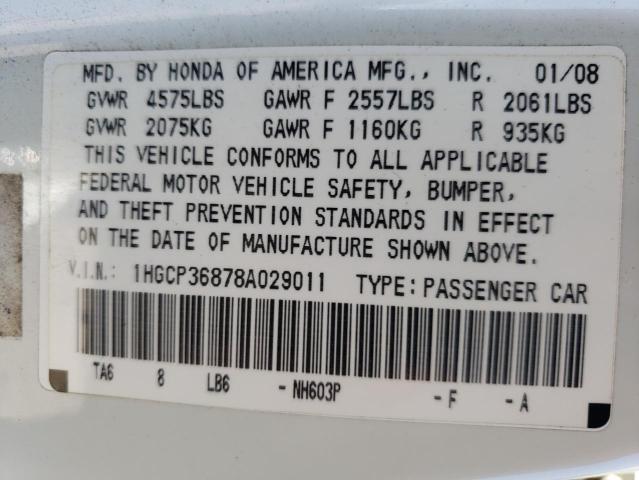 MFD. BY HONDA OF AMERICA MFG., INC. 01/08
GVWR 4575LBS GAWR F 2557LBS R 2061LBS
GVWR 2075KG GAWR F 1160KG R 935KG
THIS VEHICLE CONFORMS TO ALL APPLICABLE
FEDERAL MOTOR VEHICLE SAFETY, BUMPER,
AND THEFT PREVENTION STANDARDS IN EFFECT
ON THE DATE OF MANUFACTURE SHOWN ABOVE.
V.I.N.: 1HGCP36878A029011 TYPE: PASSENGER CAR
TA6 8 LB6 -NH603P -F -A